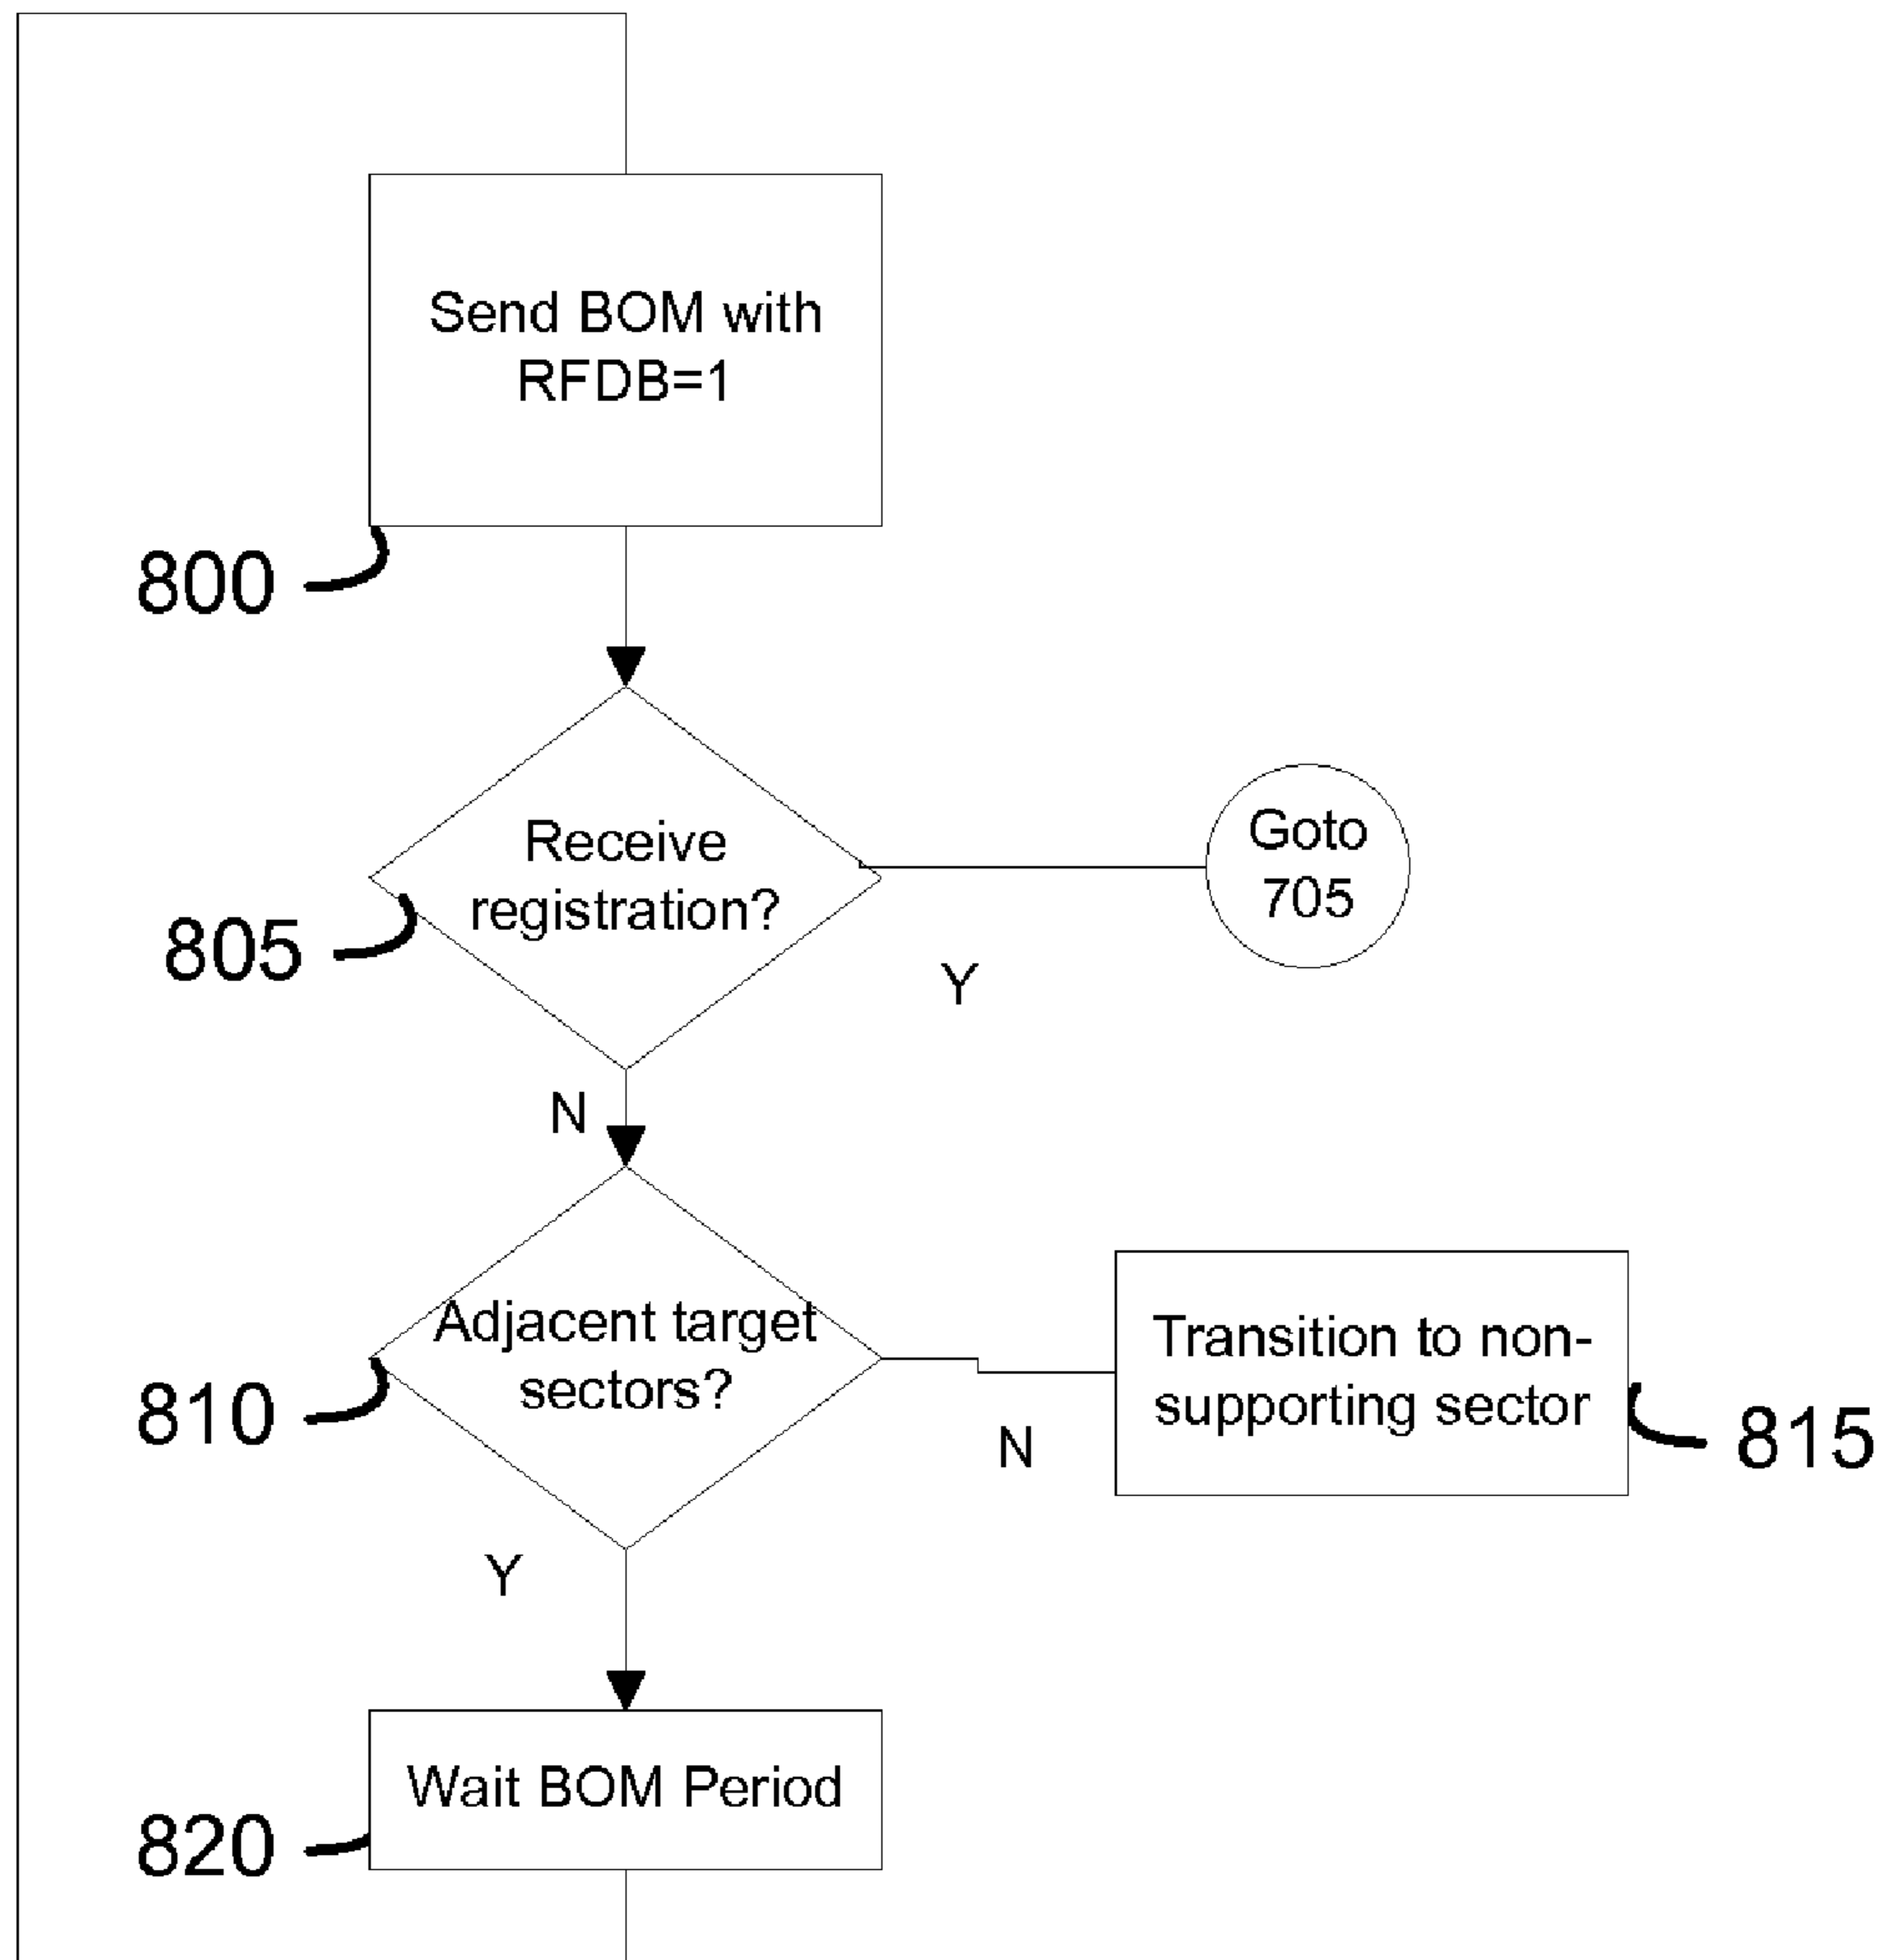 Send BOM with
RFDB=1
800
Receive
registration?
805
Goto
705
Y
N
Adjacent target
sectors?
810
Transition to non-
supporting sector
815
N
Y
Wait BOM Period
820